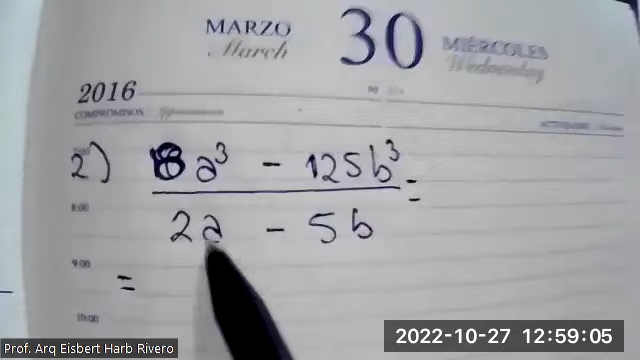 MARZO 30 MIÉRCOLES
March Wednesday
2016
COMPROMISOS
2) 8a³ - 125b³ =
8:00
2a - 5b
9:00
=
10:00
Prof. Arq Eisbert Harb Rivero
2022-10-27 12:59:05